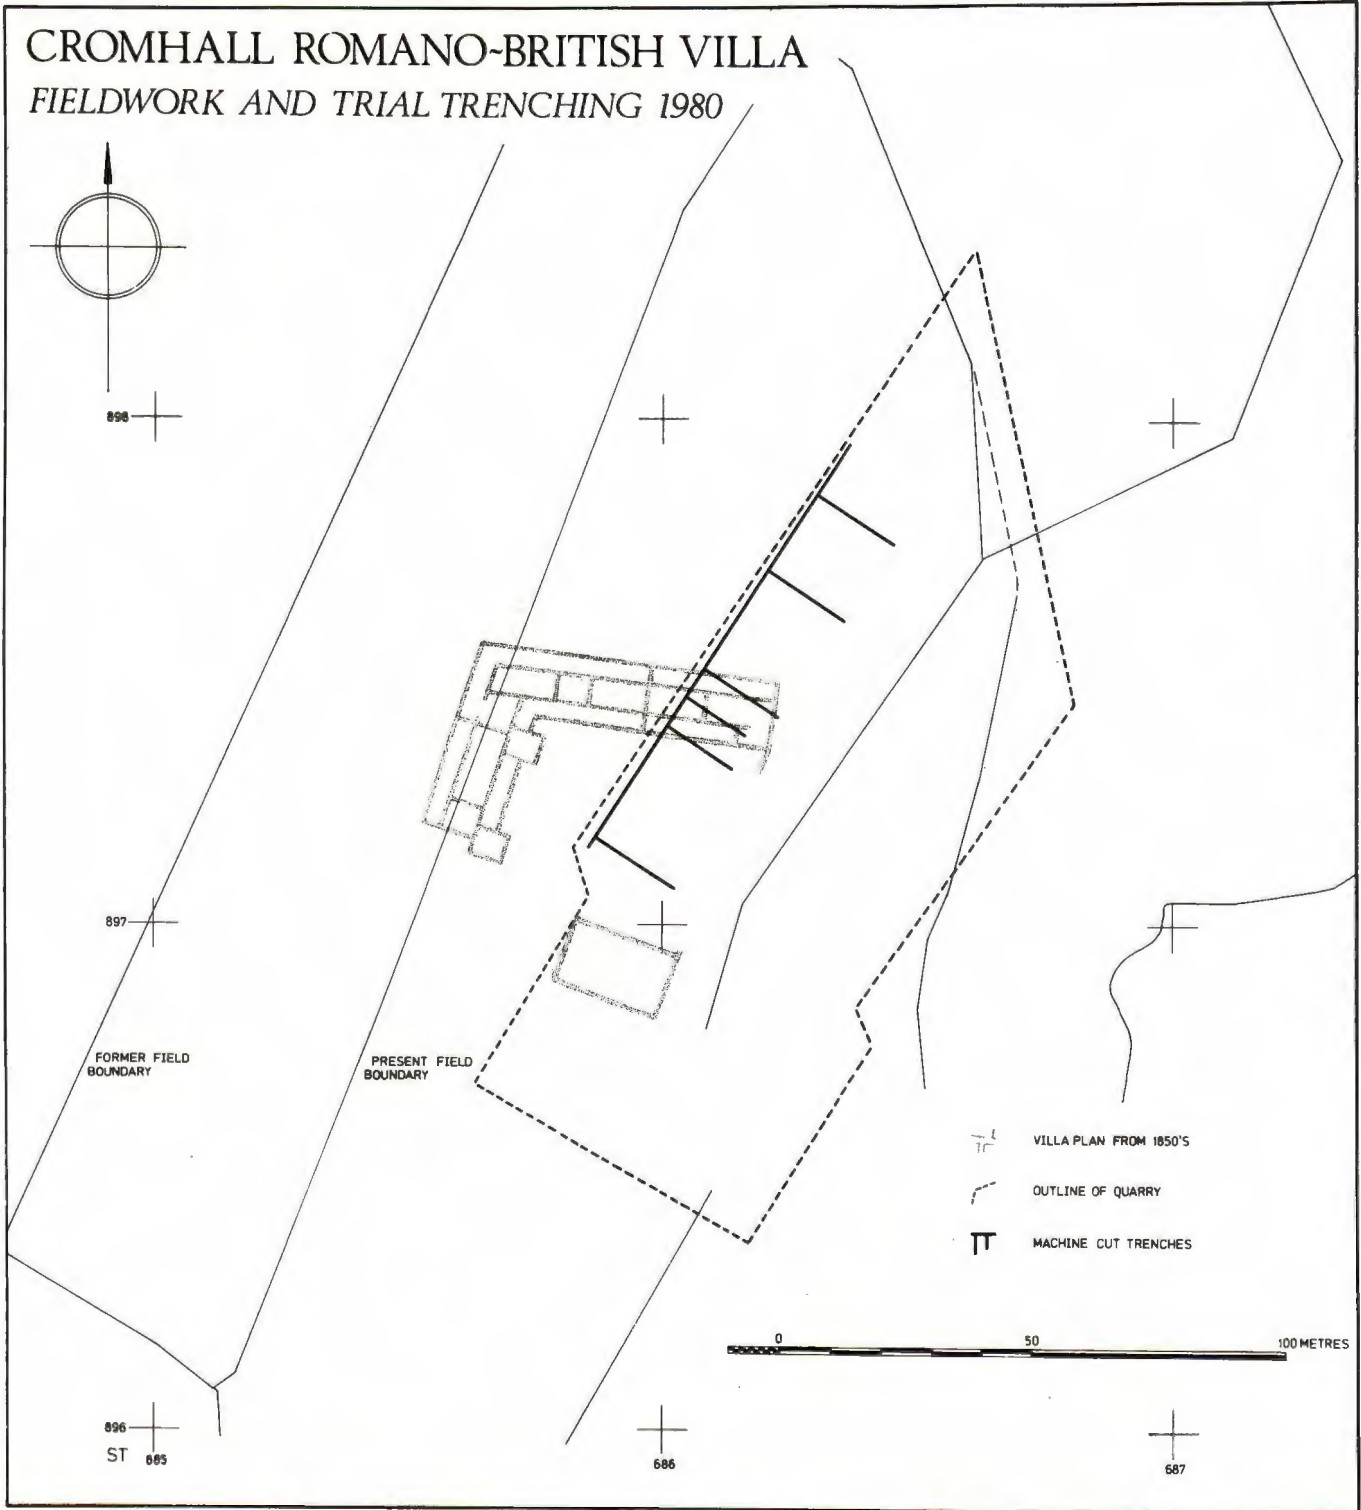 CROMHALL ROMANO~BRITISH VILLA
FIELDWORK AND TRIAL TRENCHING 1980
898
897
FORMER FIELD
BOUNDARY
PRESENT FIELD
BOUNDARY
VILLA PLAN FROM 1850'S
OUTLINE OF QUARRY
MACHINE CUT TRENCHES
0 50 100 METRES
896
ST 685 686 687